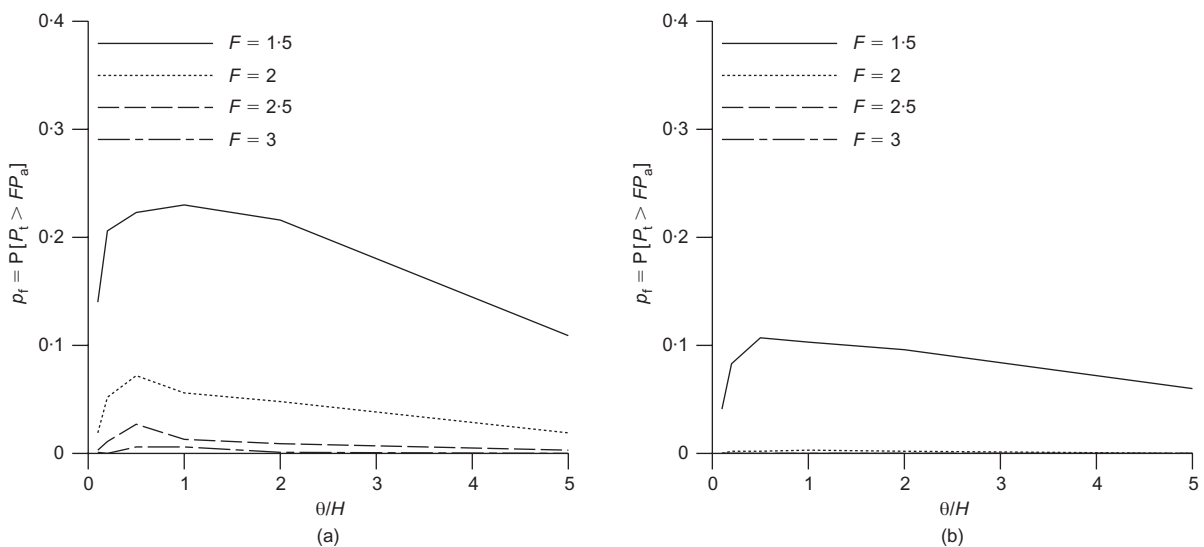 0·4
F = 1·5
F = 2
F = 2·5
F = 3
0·3
0·2
0·1
0
p_f = P [P_t > FP_a]
0 1 2 3 4 5
θ/H
(a)
0·4
F = 1·5
F = 2
F = 2·5
F = 3
0·3
0·2
0·1
0
p_f = P [P_t > FP_a]
0 1 2 3 4 5
θ/H
(b)